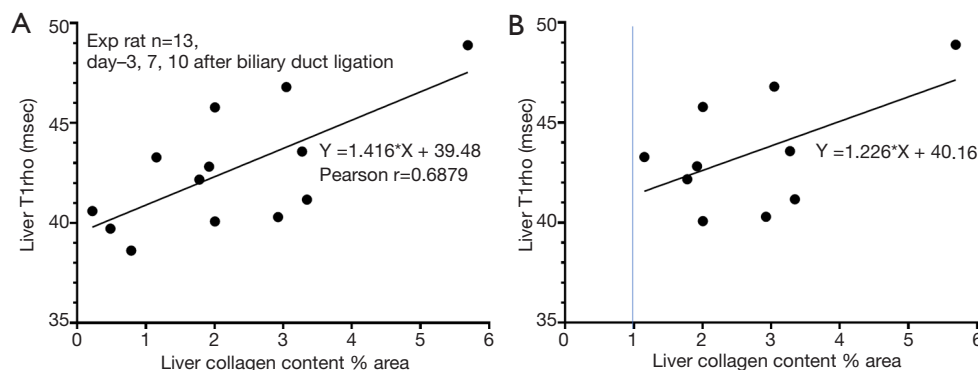 A
Exp rat n=13,
day–3, 7, 10 after biliary duct ligation
Y =1.416*X + 39.48
Pearson r=0.6879
Liver T1rho (msec)
50
45
40
35
0 1 2 3 4 5 6
Liver collagen content % area
B
Y =1.226*X + 40.16
Liver T1rho (msec)
50
45
40
35
0 1 2 3 4 5 6
Liver collagen content % area